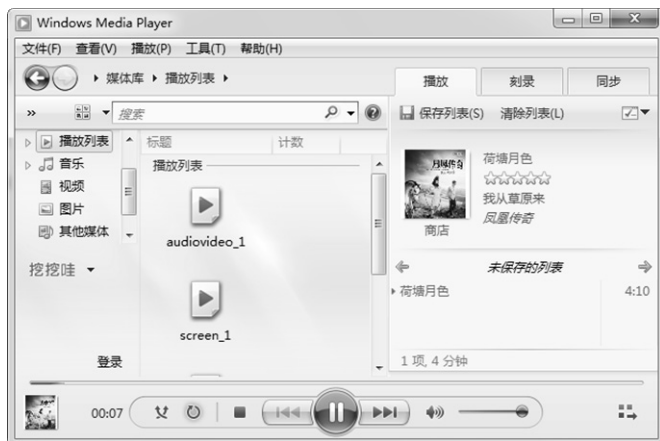 Windows Media Player
文件(F) 查看(V) 播放(P) 工具(T) 帮助(H)
媒体库 播放列表
播放 刻录 同步
» 搜索
保存列表(S) 清除列表(L)
播放列表
音乐
视频
图片
其他媒体
挖挖哇
登录
标题 计数
播放列表
audiovideo_1
screen_1
荷塘月色
我从草原来
凤凰传奇
商店
未保存的列表
荷塘月色 4:10
1 项, 4 分钟
00:07